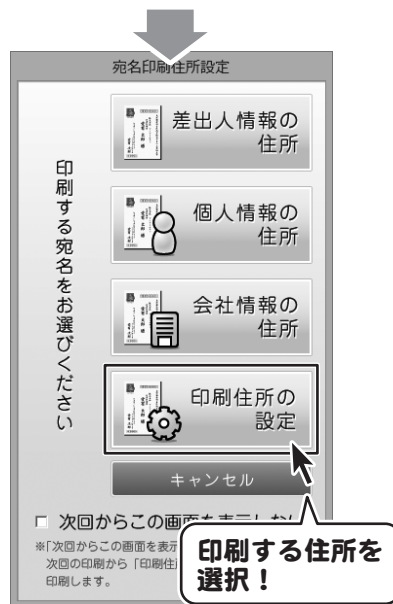 宛名印刷住所設定
印刷する宛名をお選びください
差出人情報の
住所
個人情報の
住所
会社情報の
住所
印刷住所の
設定
キャンセル
次回からこの画面を表示しない
※「次回からこの画面を表示
次回の印刷から「印刷住
印刷します。
印刷する住所を
選択！